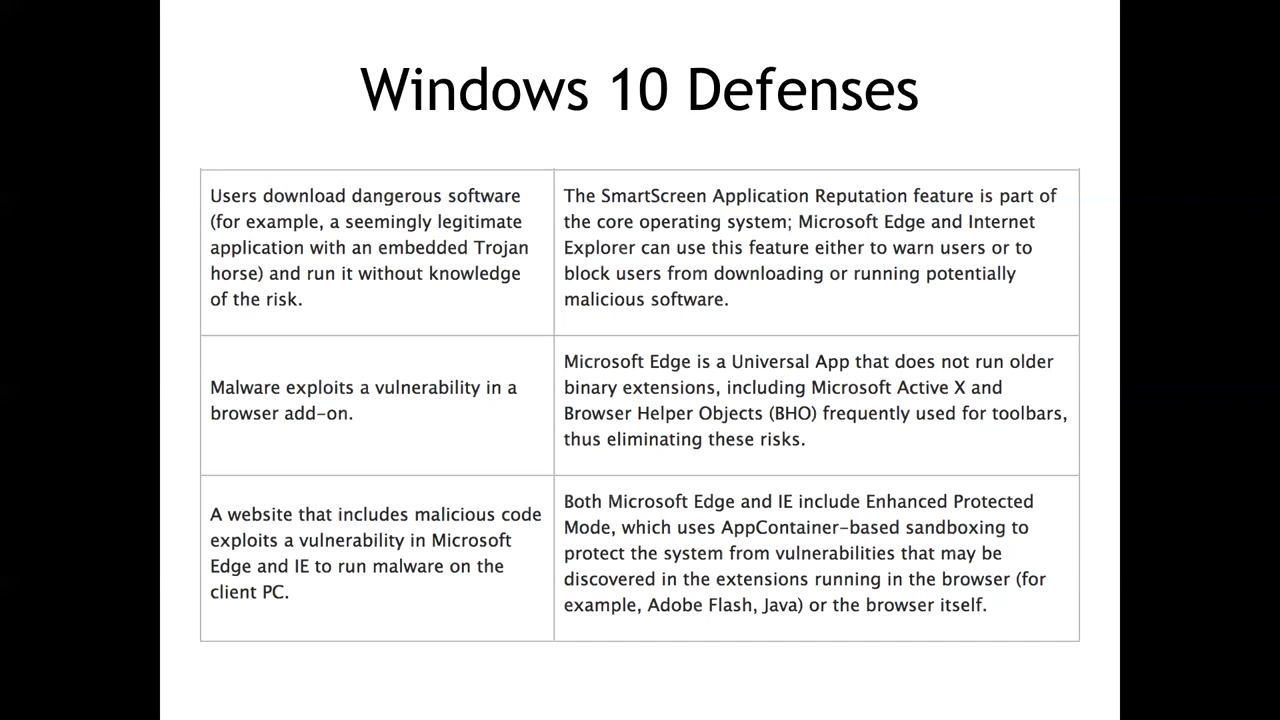 Windows 10 Defenses
Users download dangerous software
(for example, a seemingly legitimate
application with an embedded Trojan
horse) and run it without knowledge
of the risk.
The SmartScreen Application Reputation feature is part of
the core operating system; Microsoft Edge and Internet
Explorer can use this feature either to warn users or to
block users from downloading or running potentially
malicious software.
Malware exploits a vulnerability in a
browser add-on.
Microsoft Edge is a Universal App that does not run older
binary extensions, including Microsoft Active X and
Browser Helper Objects (BHO) frequently used for toolbars,
thus eliminating these risks.
A website that includes malicious code
exploits a vulnerability in Microsoft
Edge and IE to run malware on the
client PC.
Both Microsoft Edge and IE include Enhanced Protected
Mode, which uses AppContainer-based sandboxing to
protect the system from vulnerabilities that may be
discovered in the extensions running in the browser (for
example, Adobe Flash, Java) or the browser itself.